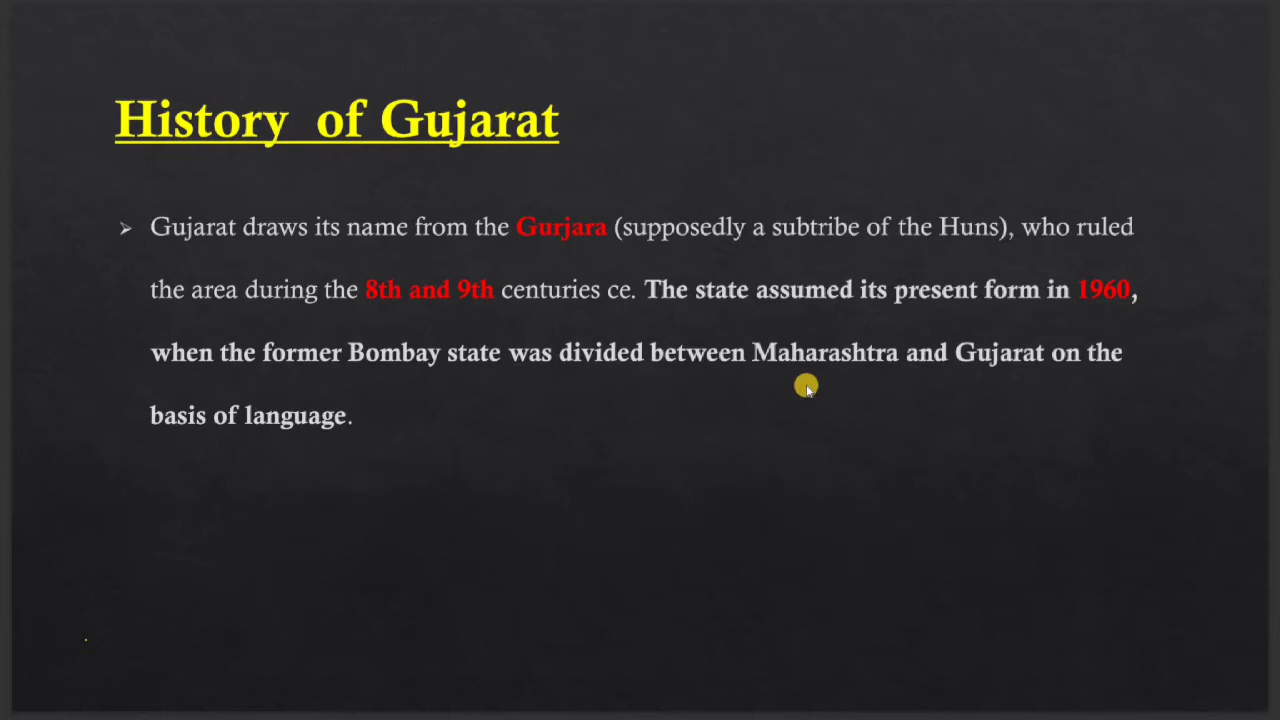 History of Gujarat
Gujarat draws its name from the Gurjara (supposedly a subtribe of the Huns), who ruled
the area during the 8th and 9th centuries ce. The state assumed its present form in 1960,
when the former Bombay state was divided between Maharashtra and Gujarat on the
basis of language.